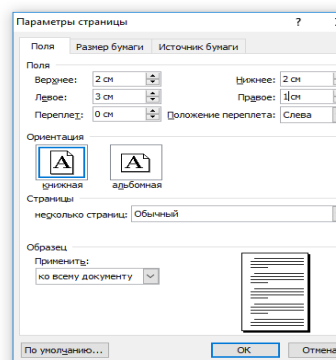 Параметры страницы ?
Поля Размер бумаги Источник бумаги
Поля
Верхнее: 2 см Нижнее: 2 см
Левое: 3 см Правое: 1 см
Переплет: 0 см Положение переплета: Слева
Ориентация
A A
книжная альбомная
Страницы
несколько страниц: Обычный
Образец
Применить:
ко всему документу
По умолчанию... ОК Отмена